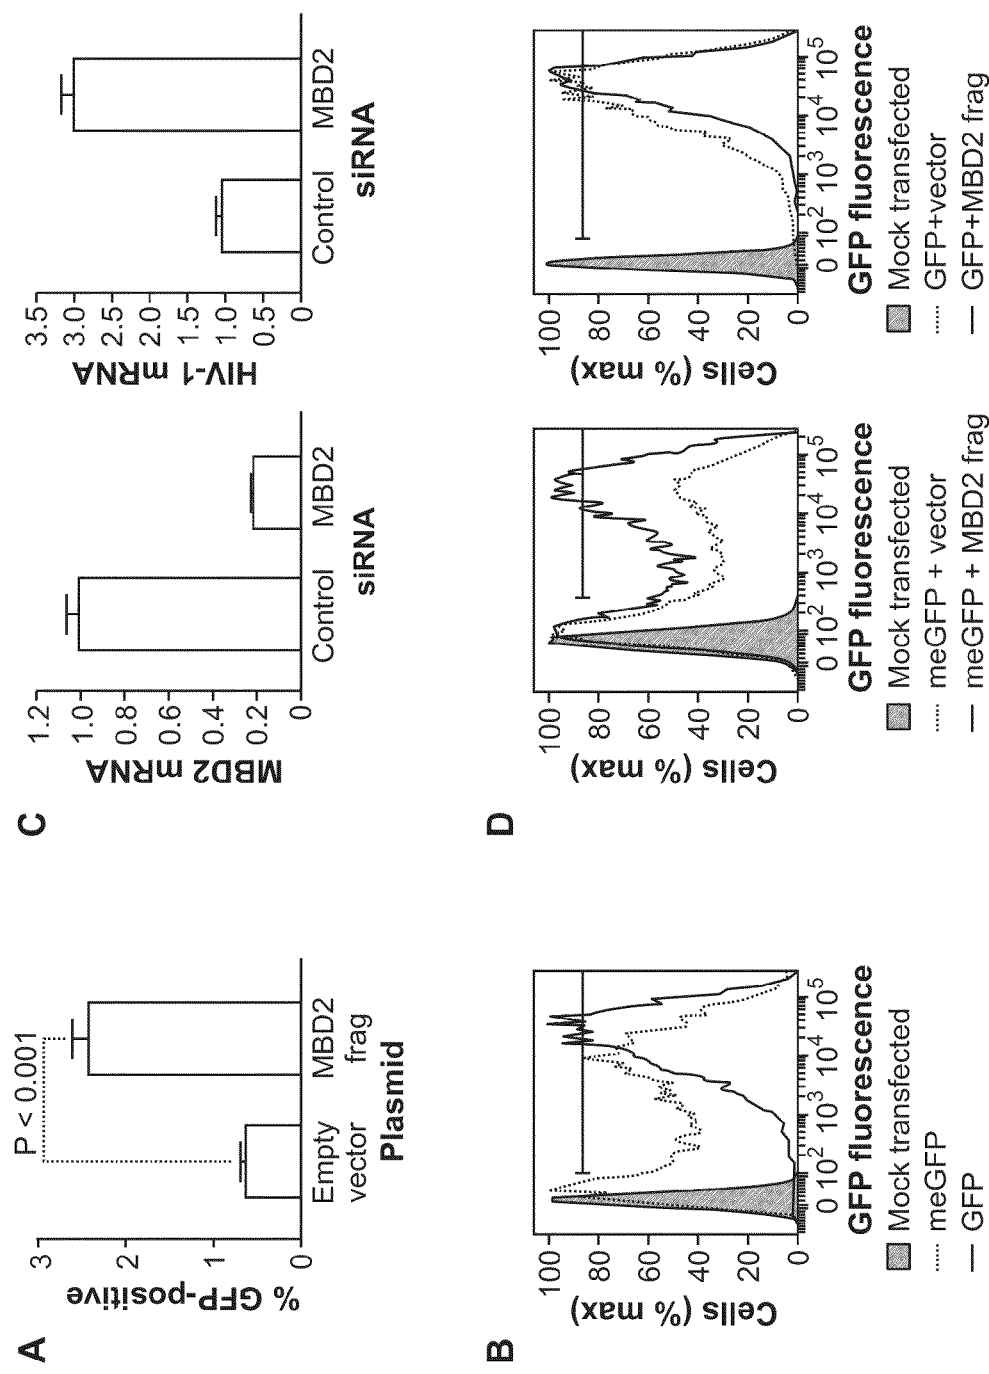 A
% GFP-positive
3
2
1
0
P < 0.001
Empty
vector
MBD2
frag
Plasmid
C
MBD2 mRNA
1.2
1.0
0.8
0.6
0.4
0.2
0
Control
MBD2
siRNA
HIV-1 mRNA
3.5
3.0
2.5
2.0
1.5
1.0
0.5
0
Control
MBD2
siRNA
B
Cells (% max)
100
80
60
40
20
0
0 10² 10³ 10⁴ 10⁵
GFP fluorescence
Mock transfected
meGFP
GFP
D
Cells (% max)
100
80
60
40
20
0
0 10² 10³ 10⁴ 10⁵
GFP fluorescence
Mock transfected
meGFP + vector
meGFP + MBD2 frag
Cells (% max)
100
80
60
40
20
0
0 10² 10³ 10⁴ 10⁵
GFP fluorescence
Mock transfected
GFP+vector
GFP+MBD2 frag